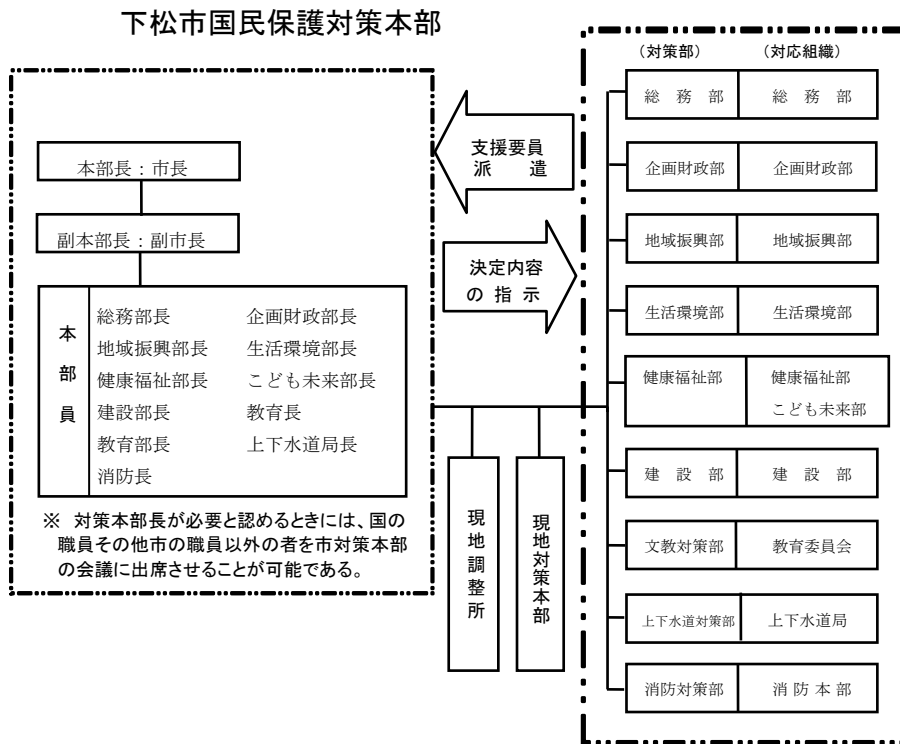 下松市国民保護対策本部
本部長：市長
副本部長：副市長
本部員
総務部長 企画財政部長
地域振興部長 生活環境部長
健康福祉部長 こども未来部長
建設部長 教育長
教育部長 上下水道局長
消防長
※ 対策本部長が必要と認めるときには、国の
職員その他市の職員以外の者を市対策本部
の会議に出席させることが可能である。
支援要員
派 遣
決定内容
の 指 示
現地調整所
現地対策本部
（対策部） （対応組織）
総 務 部 総 務 部
企画財政部 企画財政部
地域振興部 地域振興部
生活環境部 生活環境部
健康福祉部 健康福祉部
こども未来部
建 設 部 建 設 部
文教対策部 教育委員会
上下水道対策部 上下水道局
消防対策部 消 防 本 部